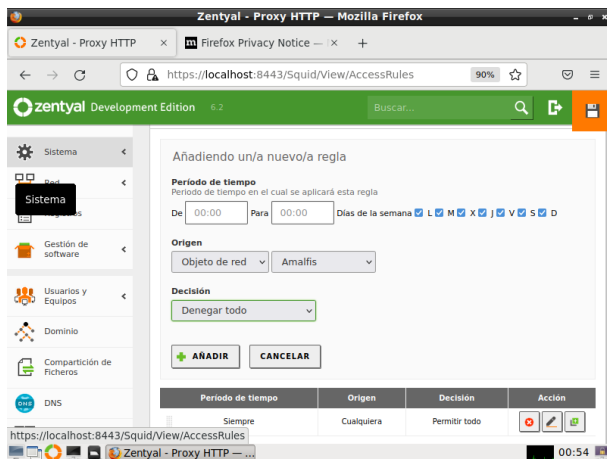 Zentyal - Proxy HTTP — Mozilla Firefox
Zentyal - Proxy HTTP
Firefox Privacy Notice —
https://localhost:8443/Squid/View/AccessRules
90%
zentyal Development Edition 6.2
Buscar...
Sistema
Red
Sistema
Registros
Gestión de software
Usuarios y Equipos
Dominio
Compartición de Ficheros
DNS
Añadiendo un/a nuevo/a regla
Período de tiempo
Periodo de tiempo en el cual se aplicará esta regla
De 00:00 Para 00:00 Días de la semana L M X J V S D
Origen
Objeto de red Amalfis
Decisión
Denegar todo
AÑADIR CANCELAR
Período de tiempo Origen Decisión Acción
Siempre Cualquiera Permitir todo
https://localhost:8443/Squid/View/AccessRules
Zentyal - Proxy HTTP — ...
00:54